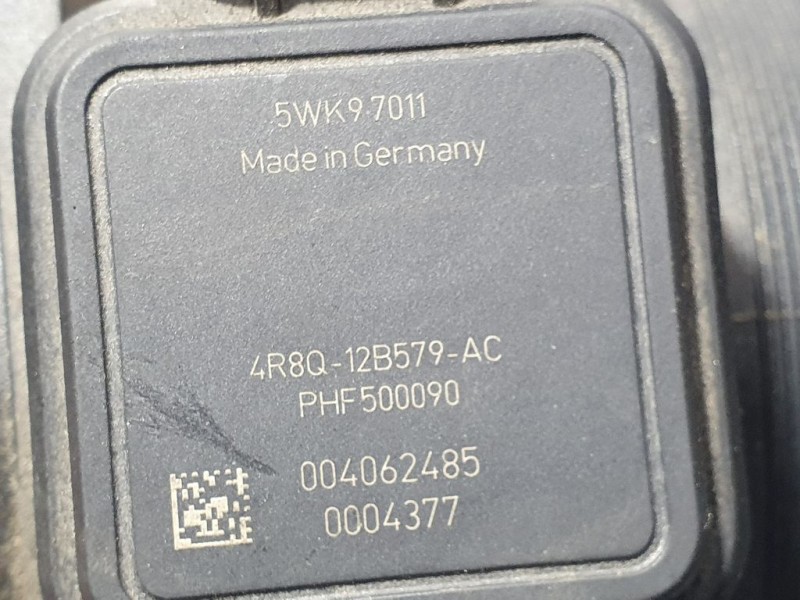 5WK9 7011
Made in Germany
4R8Q-12B579-AC
PHF500090
004062485
0004377